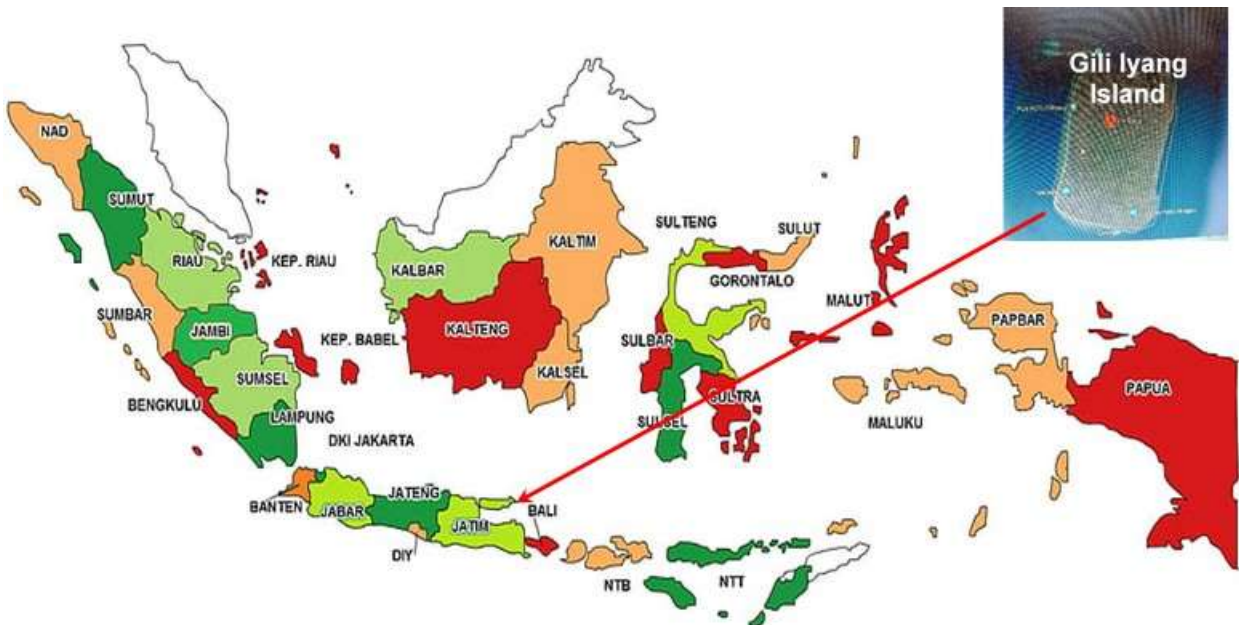 Gili Iyang
Island
NAD
SUMUT
RIAU
KEP. RIAU
SUMBAR
JAMBI
KEP. BABEL
SUMSEL
BENGKULU
LAMPUNG
DKI JAKARTA
KALBAR
KALTIM
KALTENG
KALSEL
SULTENG
SULUT
GORONTALO
MALUT
SULBAR
SULTRA
SULSEL
PAPBAR
PAPUA
MALUKU
BANTEN
JABAR
JATENG
JATIM
BALI
DIY
NTB
NTT